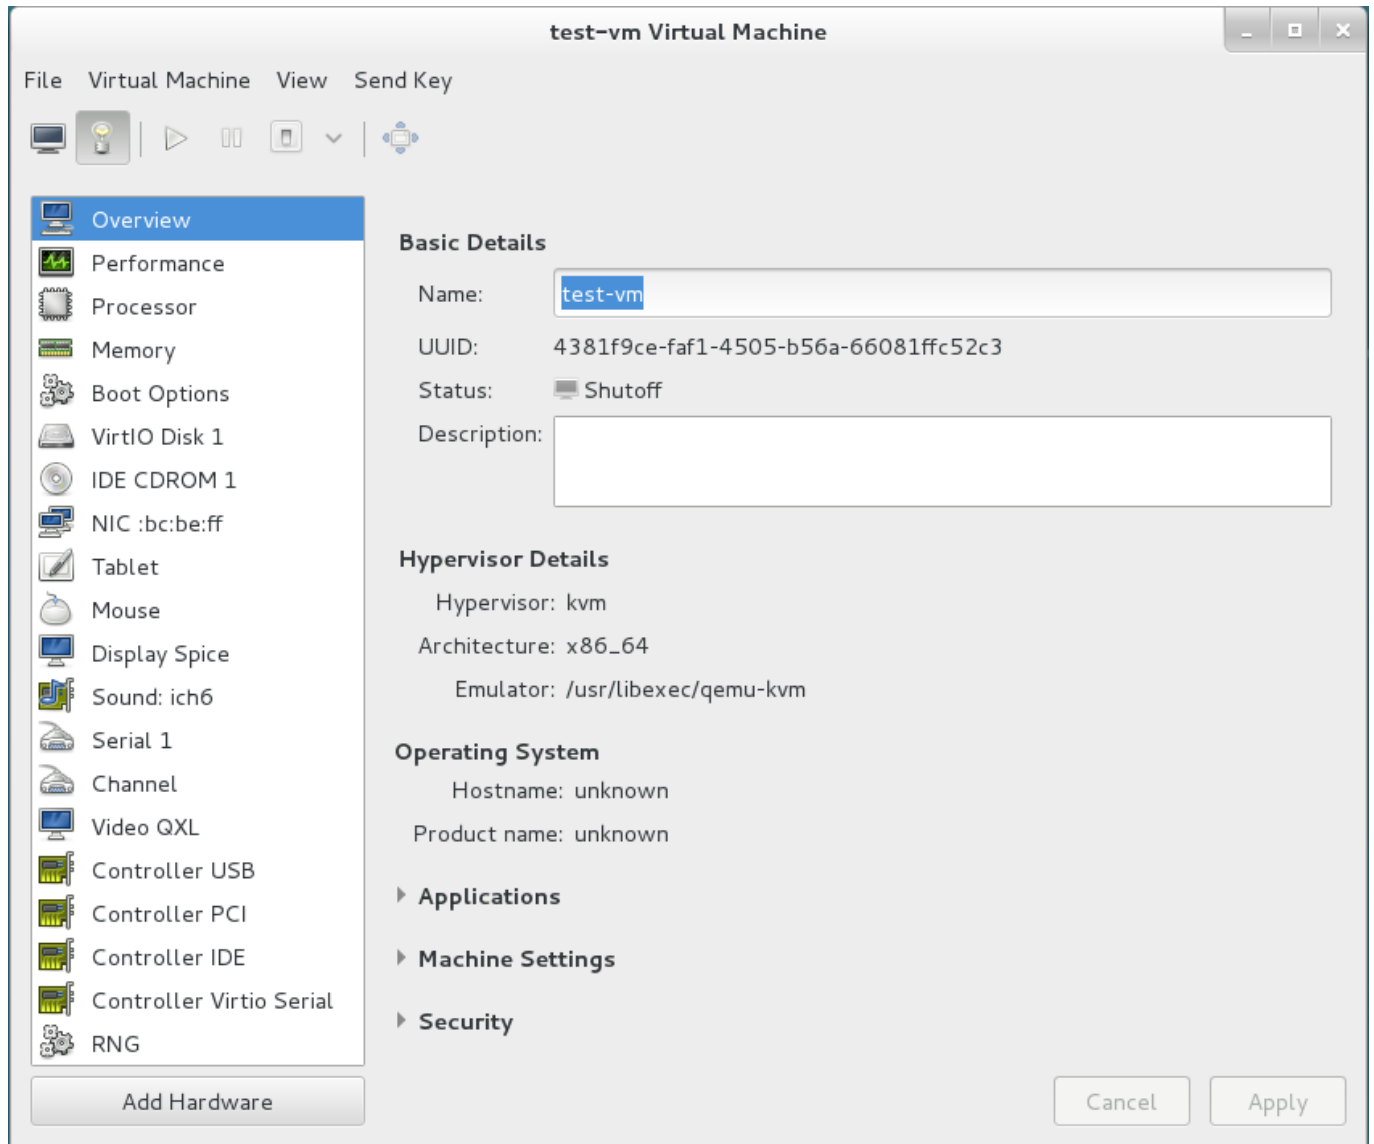 test-vm Virtual Machine
File Virtual Machine View Send Key
Overview
Performance
Processor
Memory
Boot Options
VirtIO Disk 1
IDE CDROM 1
NIC :bc:be:ff
Tablet
Mouse
Display Spice
Sound: ich6
Serial 1
Channel
Video QXL
Controller USB
Controller PCI
Controller IDE
Controller Virtio Serial
RNG
Add Hardware
Basic Details
Name: test-vm
UUID: 4381f9ce-faf1-4505-b56a-66081ffc52c3
Status: Shutoff
Description:
Hypervisor Details
Hypervisor: kvm
Architecture: x86_64
Emulator: /usr/libexec/qemu-kvm
Operating System
Hostname: unknown
Product name: unknown
Applications
Machine Settings
Security
Cancel Apply